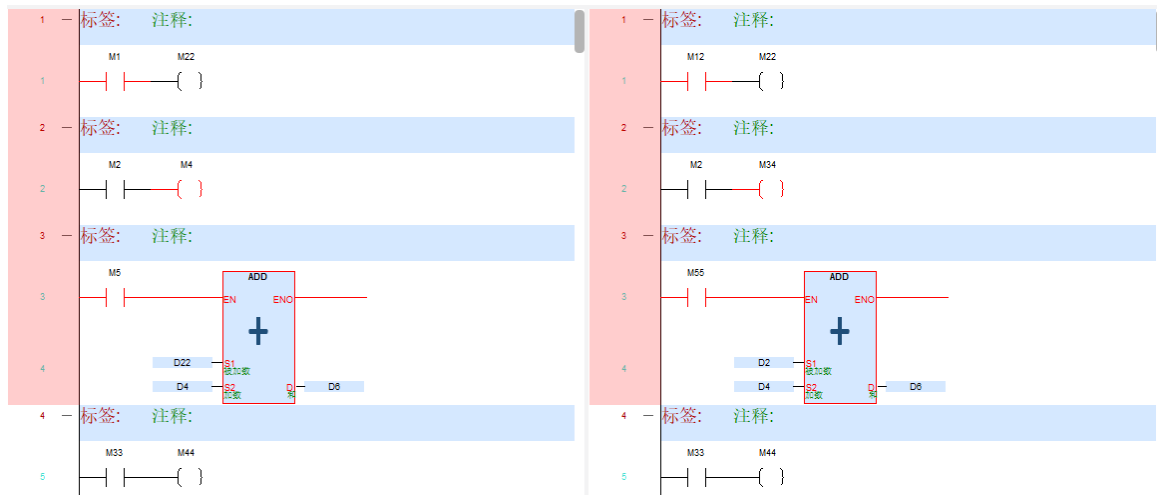 1 标签: 注释:
M1 M22
1
2 标签: 注释:
M2 M4
2
3 标签: 注释:
M5 ADD
3 EN ENO
D22 S1
4 被加数
D4 S2 D D6
加数 和
4 标签: 注释:
M33 M44
5
1 标签: 注释:
M12 M22
1
2 标签: 注释:
M2 M34
2
3 标签: 注释:
M55 ADD
3 EN ENO
D2 S1
4 被加数
D4 S2 D D6
加数 和
4 标签: 注释:
M33 M44
5